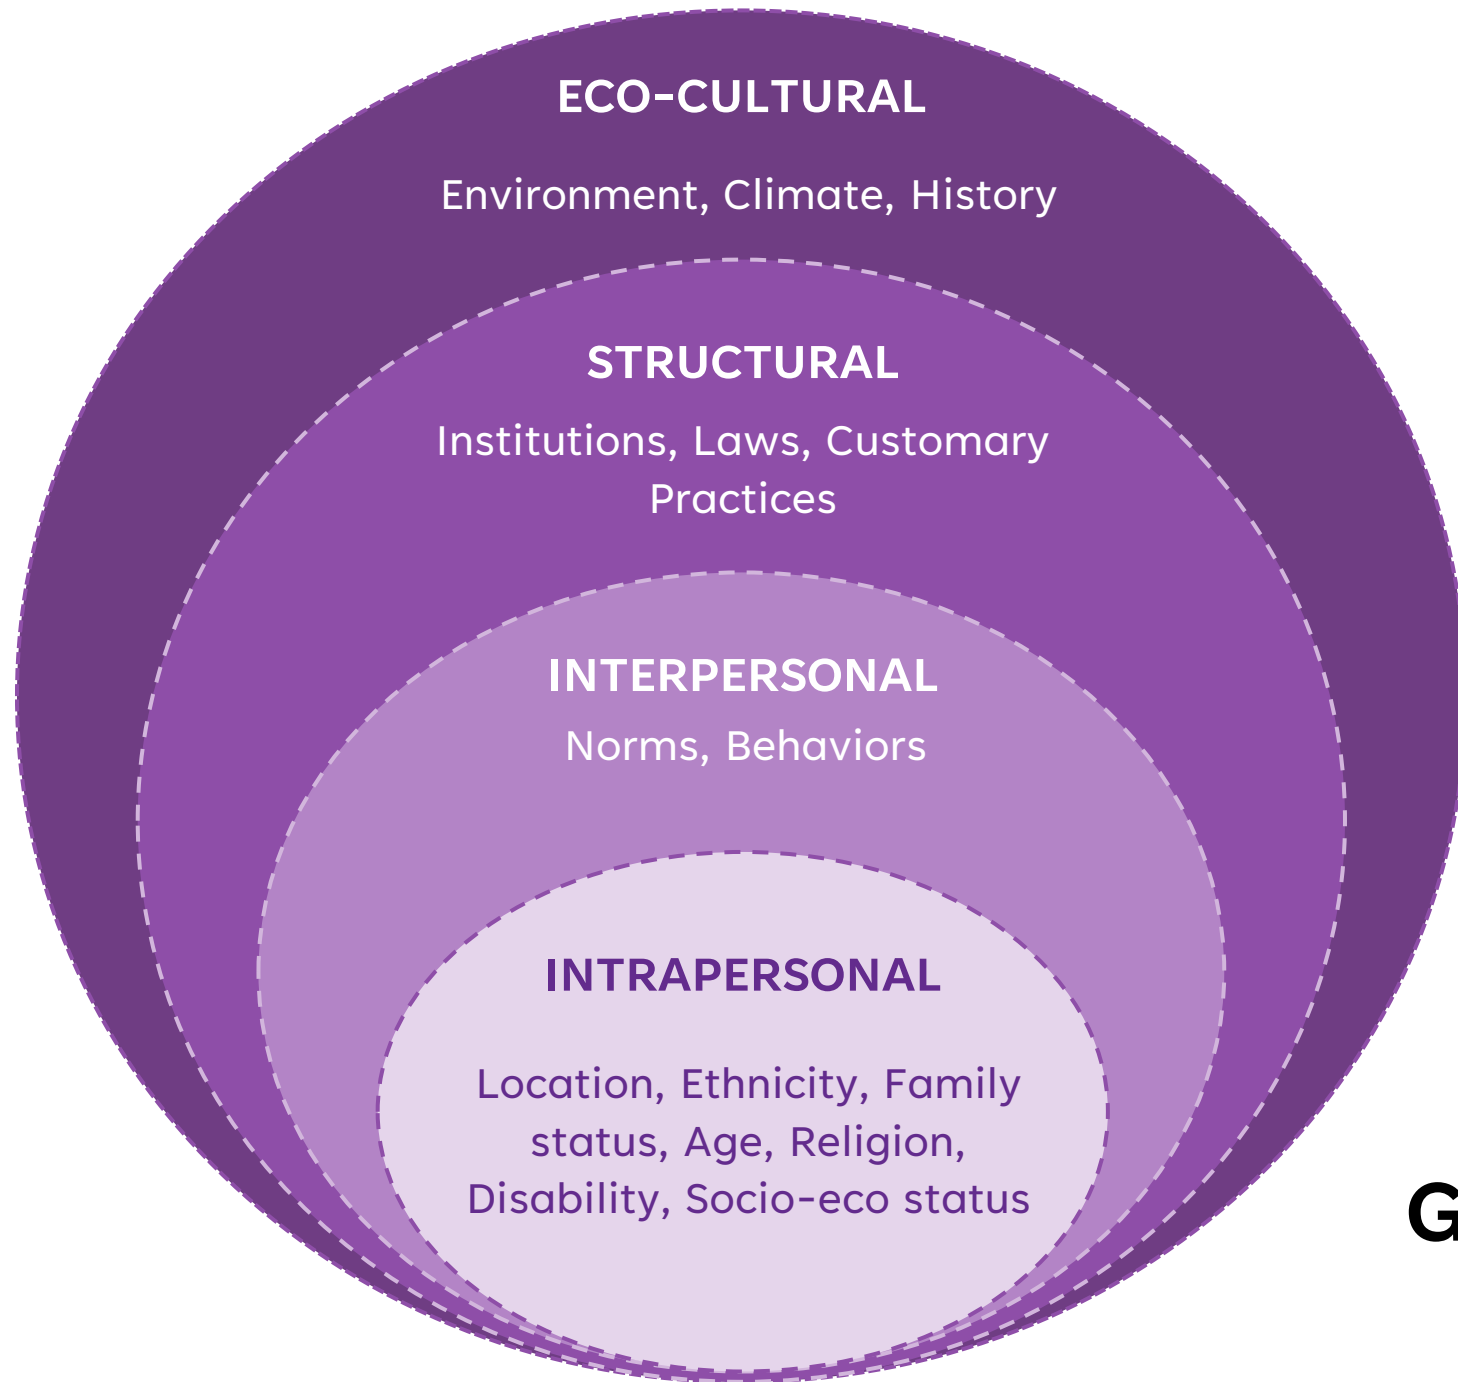 ECO-CULTURAL
Environment, Climate, History
STRUCTURAL
Institutions, Laws, Customary
Practices
INTERPERSONAL
Norms, Behaviors
INTRAPERSONAL
Location, Ethnicity, Family
status, Age, Religion,
Disability, Socio-eco status